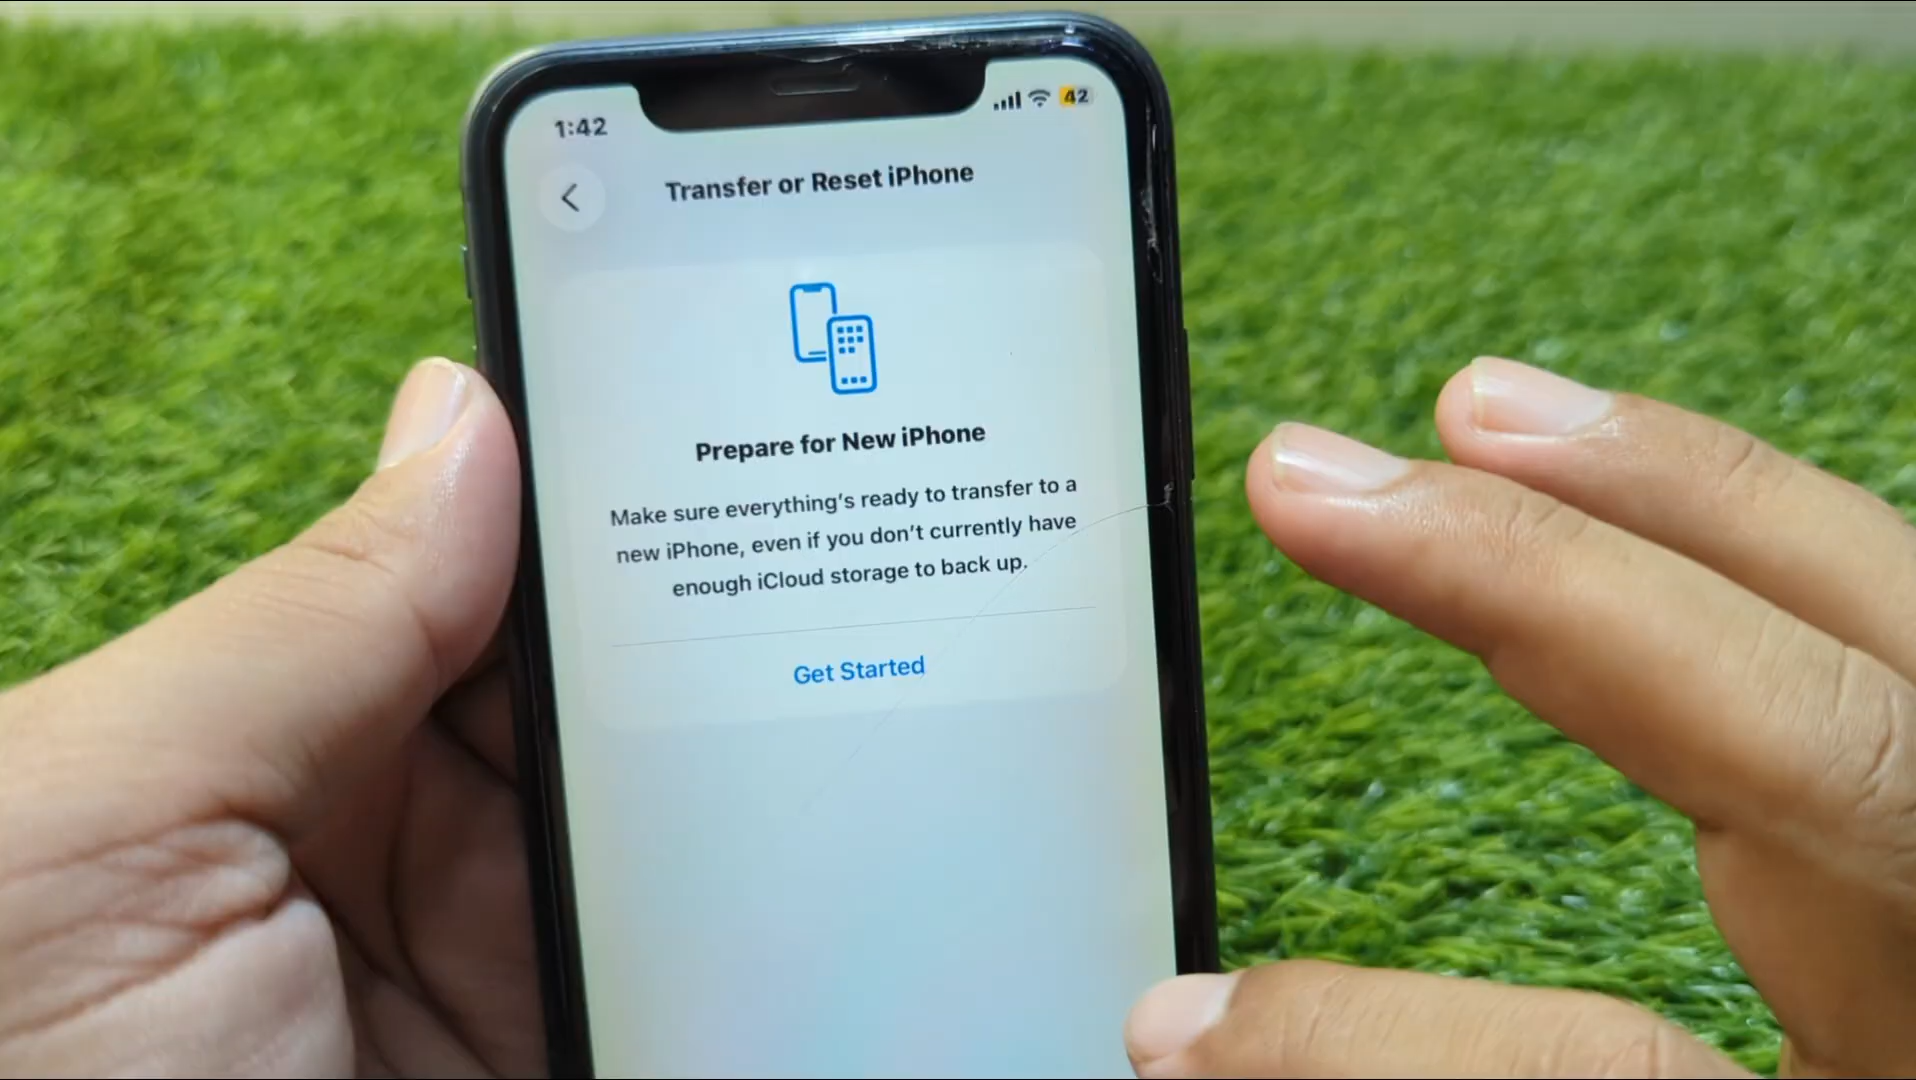 1:42
42
Transfer or Reset iPhone
Prepare for New iPhone
Make sure everything's ready to transfer to a
new iPhone, even if you don't currently have
enough iCloud storage to back up.
Get Started